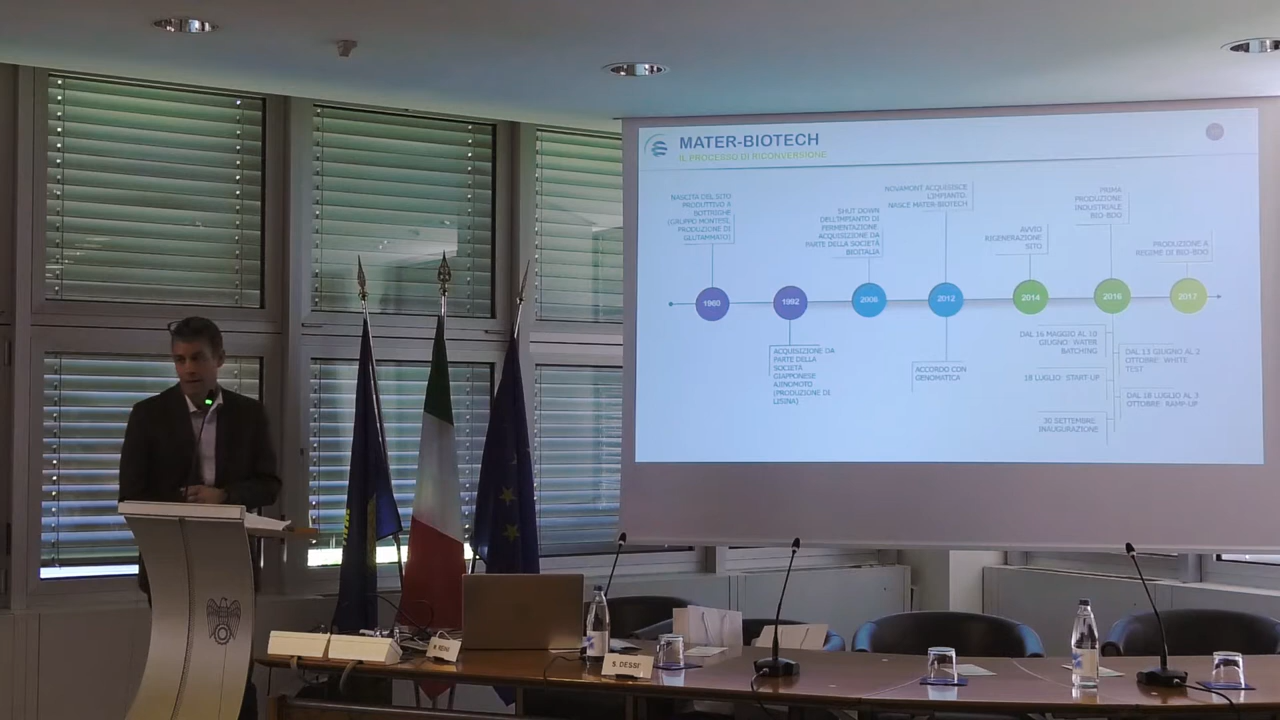 MATER-BIOTECH
IL PROCESSO DI RICONVERSIONE
NASCITA DEL SITO
PRODUTTIVO A
BOTTRIGHE
(GRUPPO MONTESI,
PRODUZIONE DI
GLUTAMMATO)
SHUT DOWN
DELL'IMPIANTO DI
FERMENTAZIONE.
ACQUISIZIONE DA
PARTE DELLA SOCIETÀ
BIOITALIA
NOVAMONT ACQUISISCE
L'IMPIANTO.
NASCE MATER-BIOTECH
AVVIO
RIGENERAZIONE
SITO
PRIMA
PRODUZIONE
INDUSTRIALE
BIO-BDO
PRODUZIONE A
REGIME DI BIO-BDO
1960
1992
2006
2012
2014
2016
2017
ACQUISIZIONE DA
PARTE DELLA
SOCIETÀ
GIAPPONESE
AJINOMOTO
(PRODUZIONE DI
LISINA)
ACCORDO CON
GENOMATICA
DAL 16 MAGGIO AL 10
GIUGNO: WATER
BATCHING
DAL 13 GIUGNO AL 2
OTTOBRE: WHITE
TEST
18 LUGLIO: START-UP
DAL 18 LUGLIO AL 3
OTTOBRE: RAMP-UP
30 SETTEMBRE:
INAUGURAZIONE
S. DESSI'